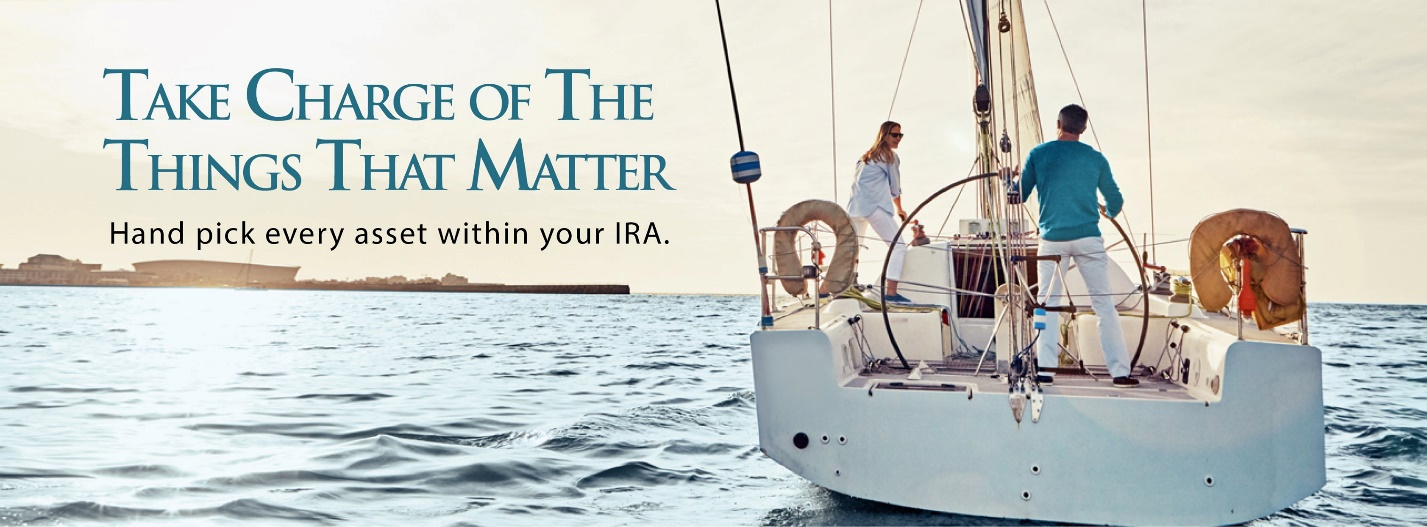 Take Charge of The
Things That Matter
Hand pick every asset within your IRA.